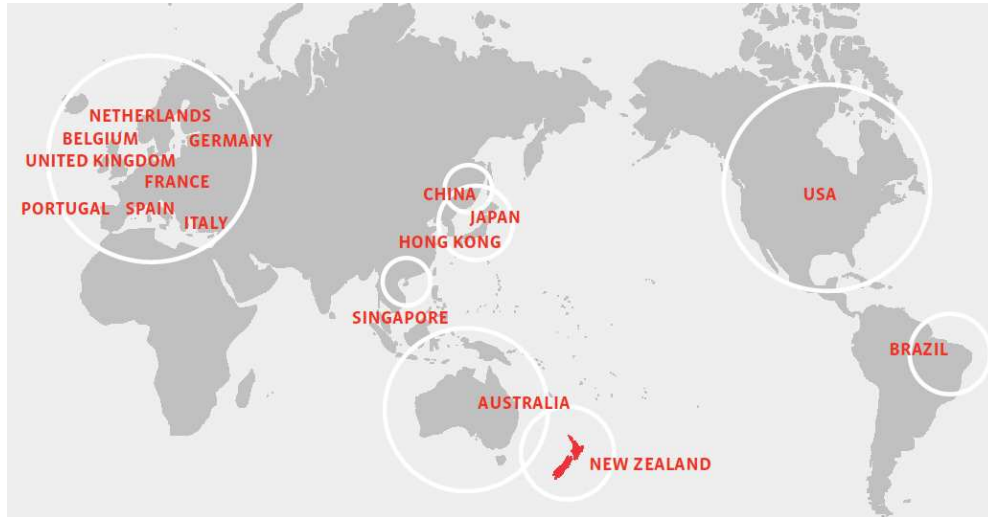 NETHERLANDS
BELGIUM
GERMANY
UNITED KINGDOM
FRANCE
PORTUGAL
SPAIN
ITALY
CHINA
JAPAN
HONG KONG
SINGAPORE
AUSTRALIA
NEW ZEALAND
USA
BRAZIL